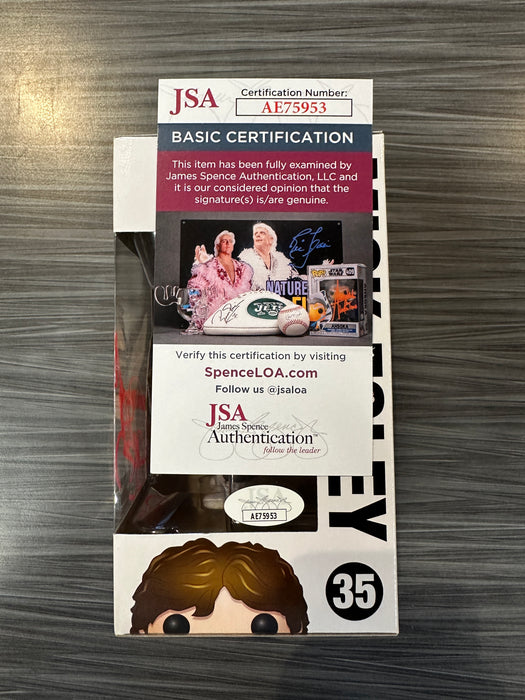 JSA
Certification Number:
AE75953
BASIC CERTIFICATION
This item has been fully examined by
James Spence Authentication, LLC and
it is our considered opinion that the
signature(s) is/are genuine.
NATURE
JETS
Verify this certification by visiting
SpenceLOA.com
Follow us @jsaloa
JSA
James Spence
Authentication™
follow the leader
AE75953
35